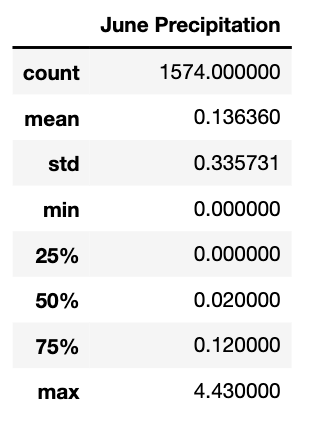 June Precipitation
count 1574.000000
mean 0.136360
std 0.335731
min 0.000000
25% 0.000000
50% 0.020000
75% 0.120000
max 4.430000